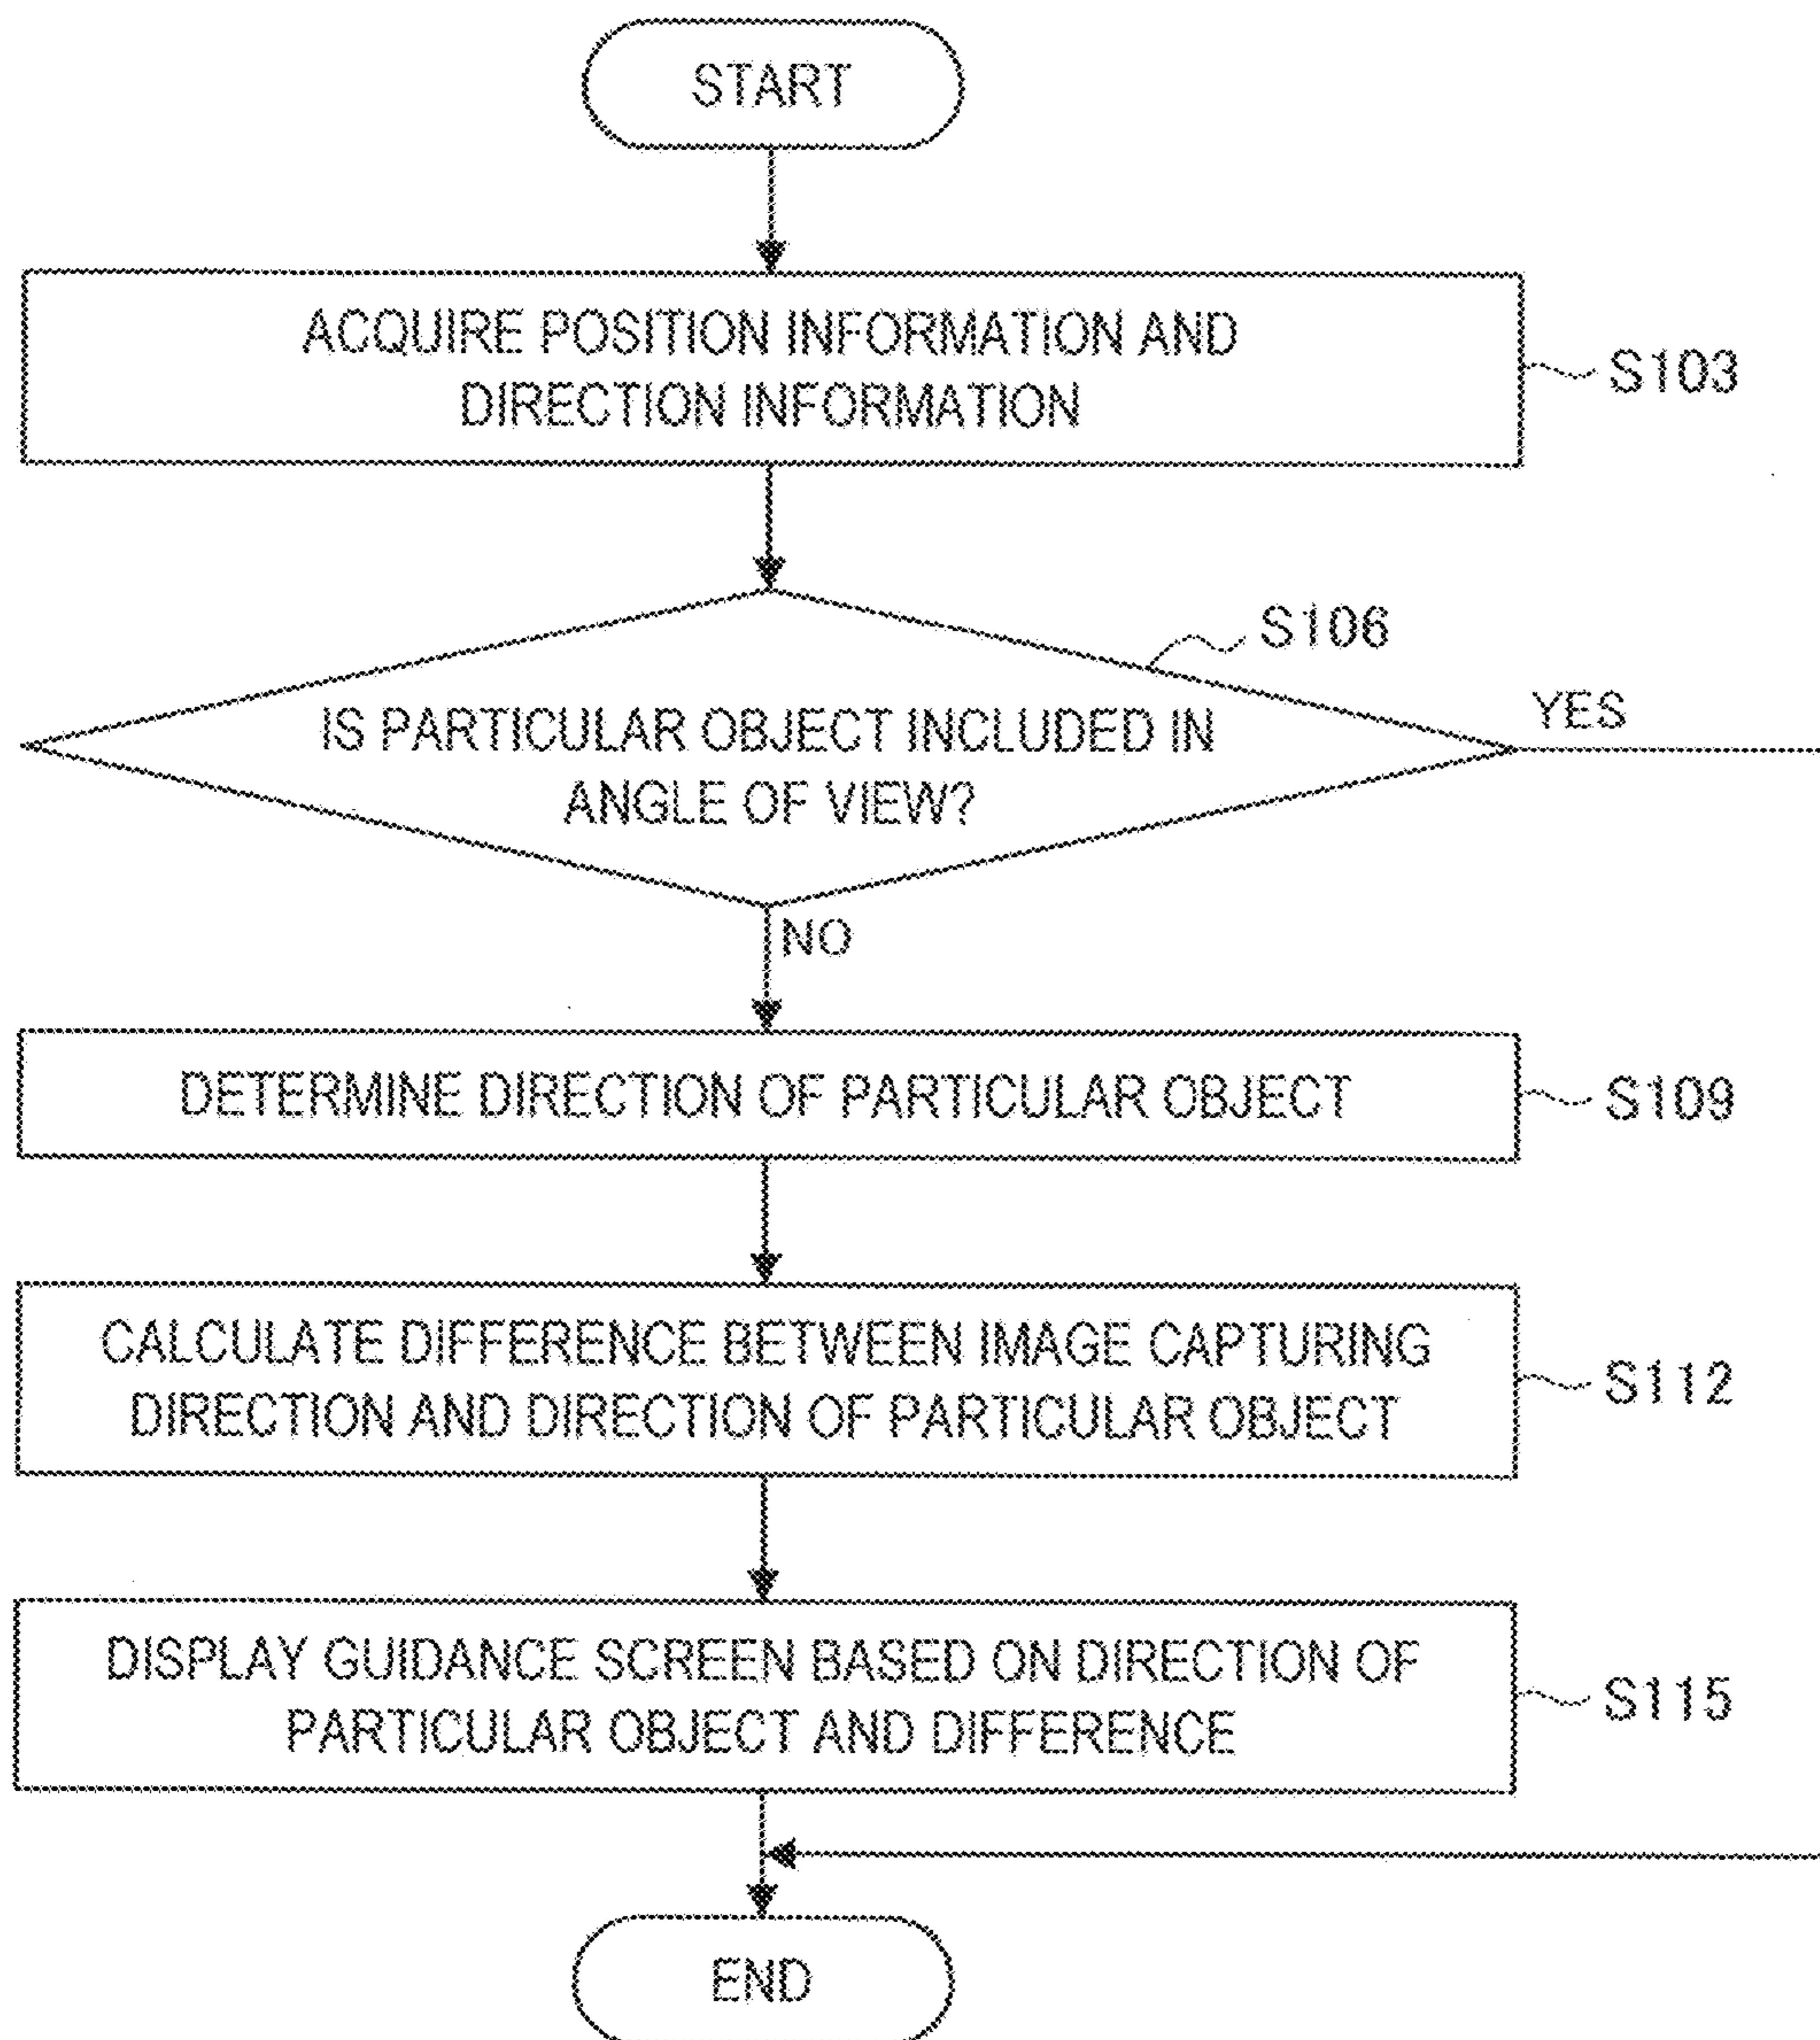 START
ACQUIRE POSITION INFORMATION AND
DIRECTION INFORMATION
S103
S106
IS PARTICULAR OBJECT INCLUDED IN
ANGLE OF VIEW?
YES
NO
DETERMINE DIRECTION OF PARTICULAR OBJECT
S109
CALCULATE DIFFERENCE BETWEEN IMAGE CAPTURING
DIRECTION AND DIRECTION OF PARTICULAR OBJECT
S112
DISPLAY GUIDANCE SCREEN BASED ON DIRECTION OF
PARTICULAR OBJECT AND DIFFERENCE
S115
END